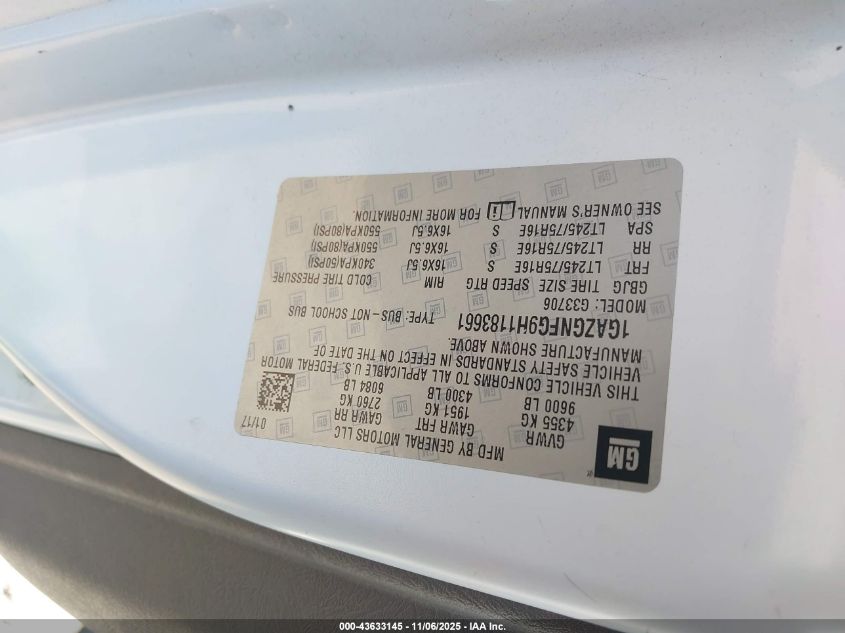 GM
MFD BY GENERAL MOTORS LLC
01/17
GVWR GAWR FRT GAWR RR
4355 KG 1951 KG 2760 KG
9600 LB 4300 LB 6084 LB
THIS VEHICLE CONFORMS TO ALL APPLICABLE U.S. FEDERAL MOTOR
VEHICLE SAFETY STANDARDS IN EFFECT ON THE DATE OF
MANUFACTURE SHOWN ABOVE.
1GAZGNFG9H1183661 TYPE: BUS-NOT SCHOOL BUS
MODEL: G33706
GBJG TIRE SIZE SPEED RTG RIM COLD TIRE PRESSURE
FRT LT245/75R16E S 16X6.5J 340KPA(50PSI)
RR LT245/75R16E S 16X6.5J 550KPA(80PSI)
SPA LT245/75R16E S 16X6.5J 550KPA(80PSI)
SEE OWNER'S MANUAL FOR MORE INFORMATION.
000-43633145 - 11/06/2025 - IAA Inc.